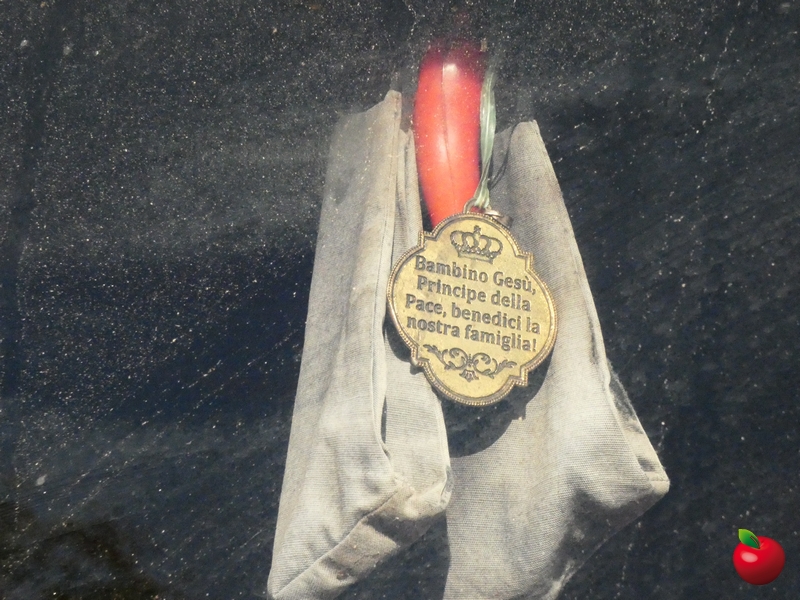 Bambino Gesù,
Principe della
Pace, benedici la
nostra famiglia!